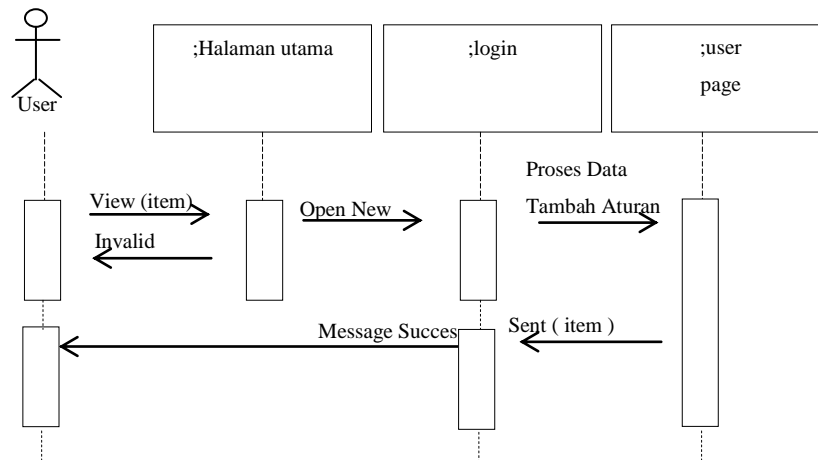 ;Halaman utama
;login
;user
page
User
Proses Data
View (item)
Open New
Tambah Aturan
Invalid
Message Succes
Sent ( item )